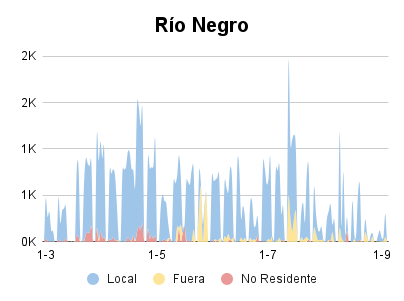 Río Negro
2K
2K
1K
1K
0K
1-3 1-5 1-7 1-9
Local Fuera No Residente